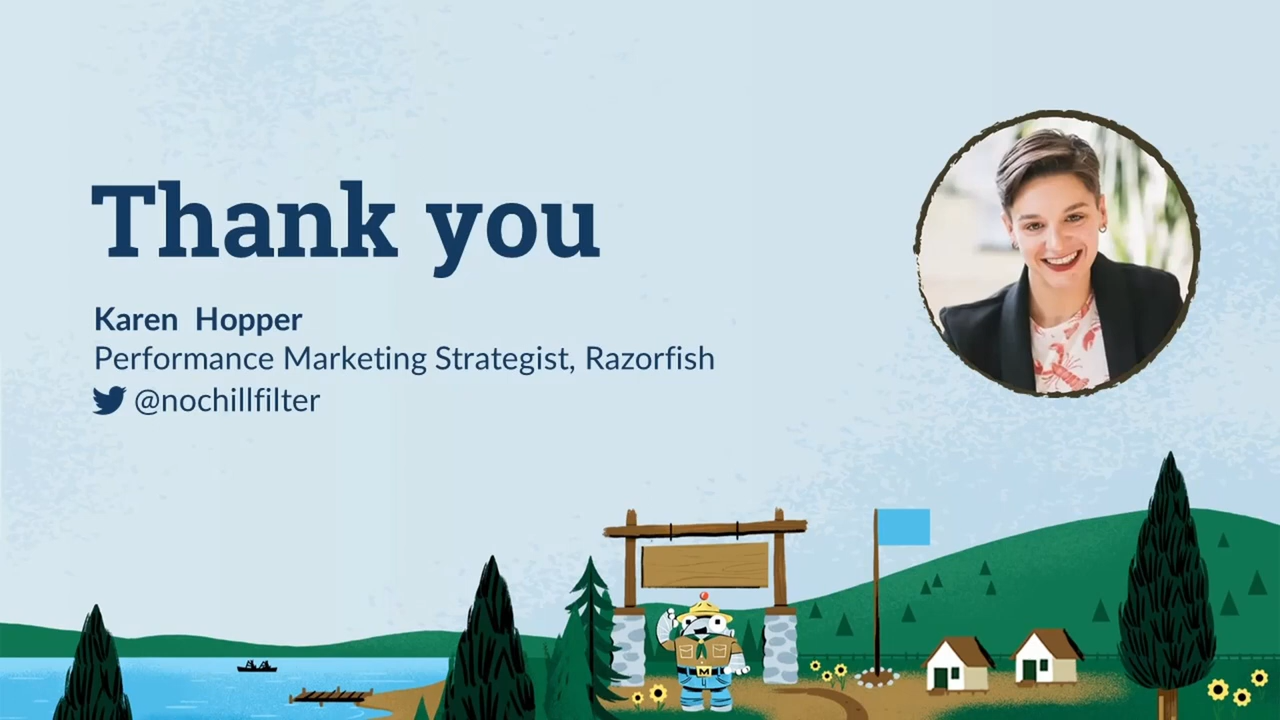 Thank you
Karen Hopper
Performance Marketing Strategist, Razorfish
@nochillfilter
M